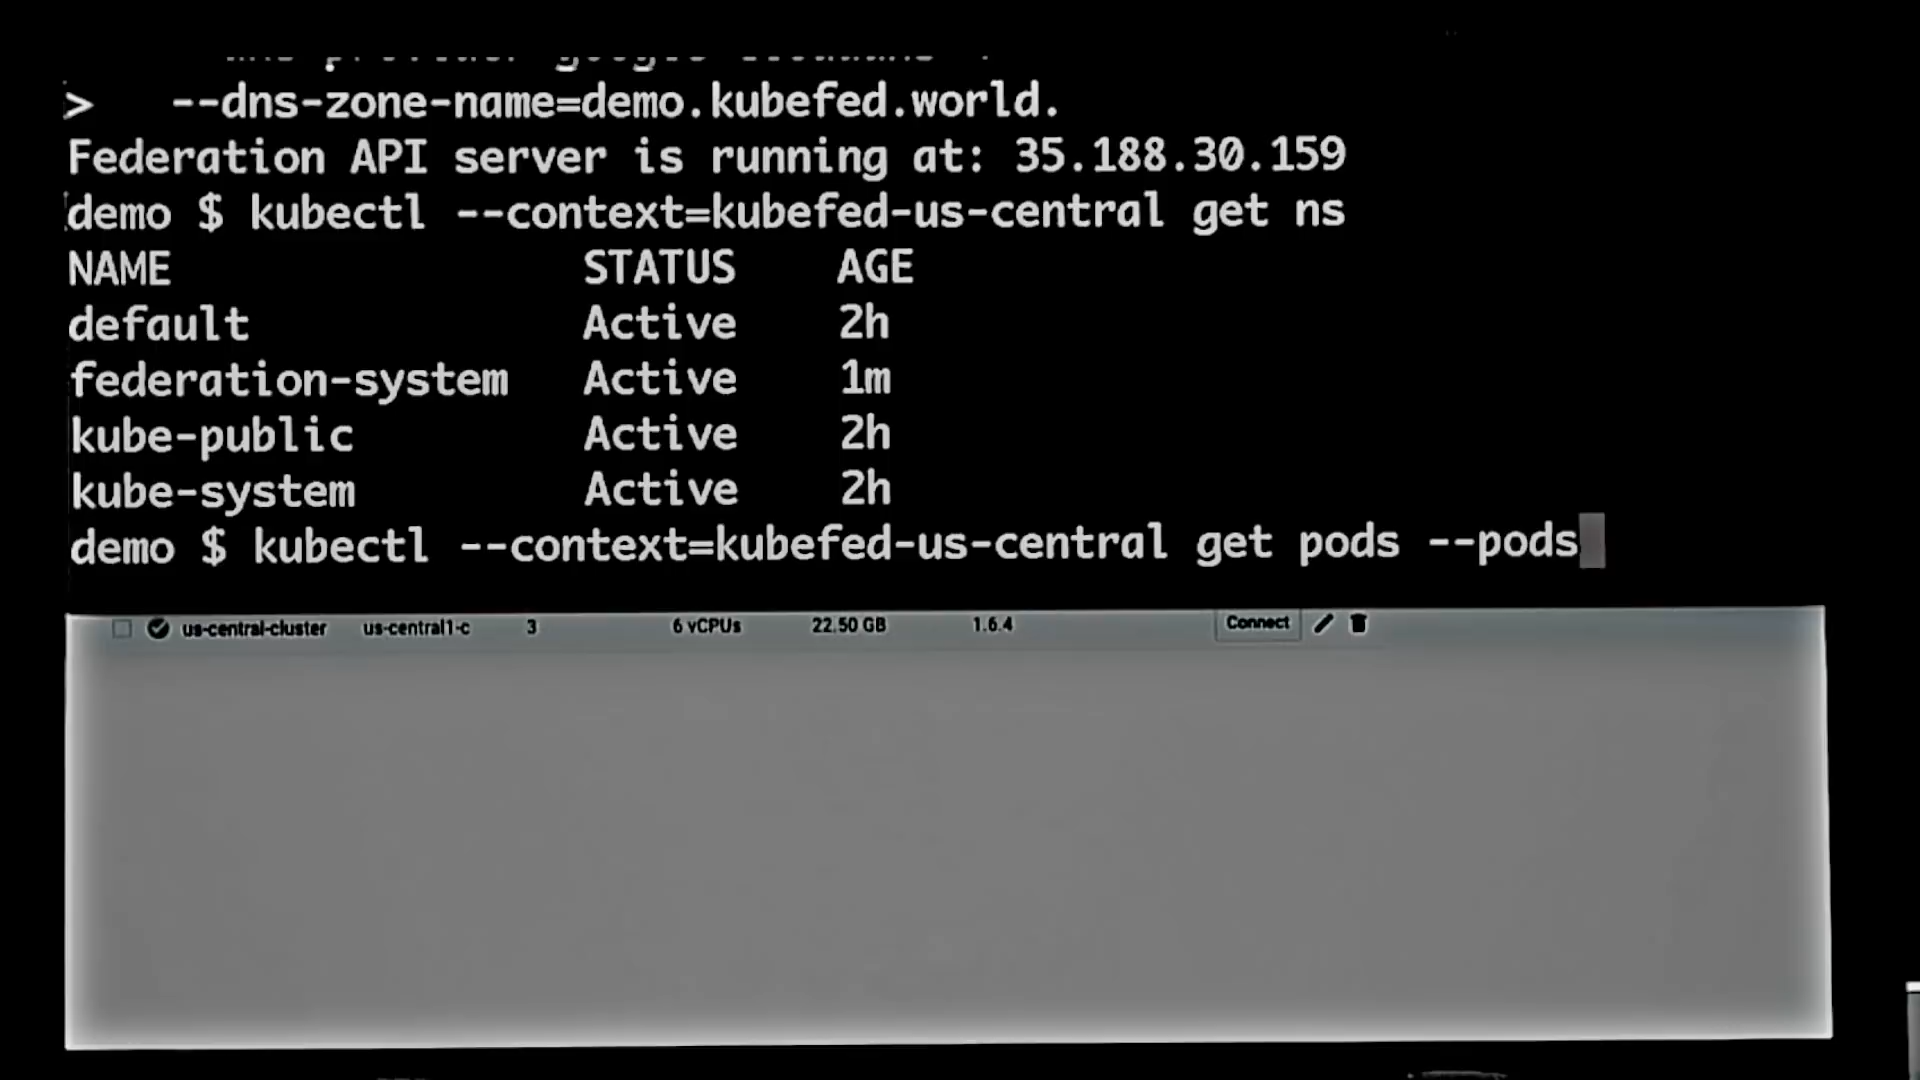 > --dns-zone-name=demo.kubefed.world.
Federation API server is running at: 35.188.30.159
demo $ kubectl --context=kubefed-us-central get ns
NAME STATUS AGE
default Active 2h
federation-system Active 1m
kube-public Active 2h
kube-system Active 2h
demo $ kubectl --context=kubefed-us-central get pods --pods
us-central-cluster us-central1-c 3 6 vCPUs 22.50 GB 1.6.4 Connect